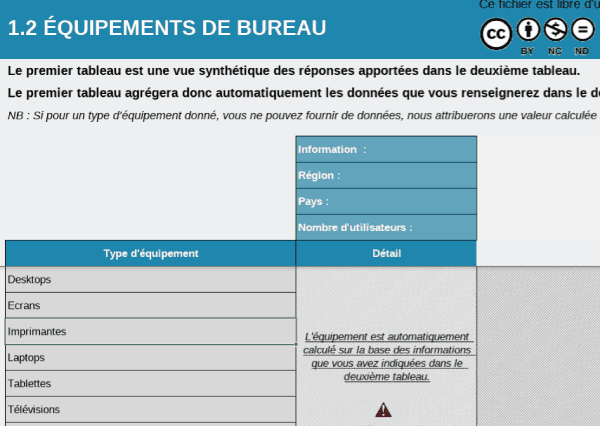 Ce fichier est libre d'u
1.2 ÉQUIPEMENTS DE BUREAU
cc
BY NC ND
Le premier tableau est une vue synthétique des réponses apportées dans le deuxième tableau.
Le premier tableau agrégera donc automatiquement les données que vous renseignerez dans le d
NB : Si pour un type d'équipement donné, vous ne pouvez fournir de données, nous attribuerons une valeur calculée
Information :
Région :
Pays :
Nombre d'utilisateurs :
Type d'équipement Détail
Desktops
Ecrans
Imprimantes
Laptops
Tablettes
Télévisions
L'équipement est automatiquement
calculé sur la base des informations
que vous avez indiquées dans le
deuxième tableau.